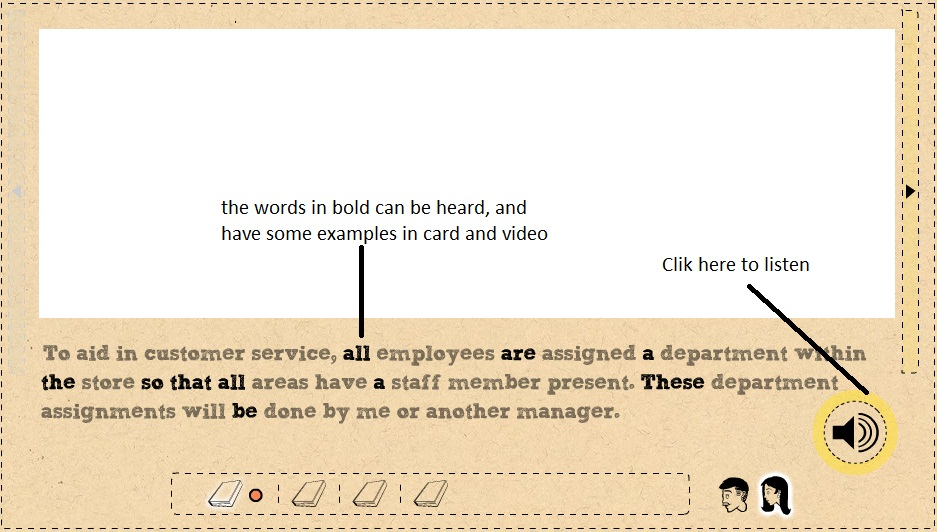 the words in bold can be heard, and
have some examples in card and video
Clik here to listen
To aid in customer service, all employees are assigned a department within
the store so that all areas have a staff member present. These department
assignments will be done by me or another manager.